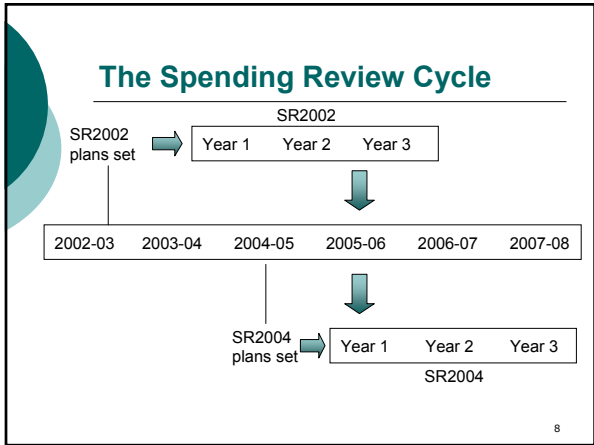 The Spending Review Cycle
SR2002
SR2002
plans set
Year 1 Year 2 Year 3
2002-03 2003-04 2004-05 2005-06 2006-07 2007-08
SR2004
plans set
Year 1 Year 2 Year 3
SR2004
8